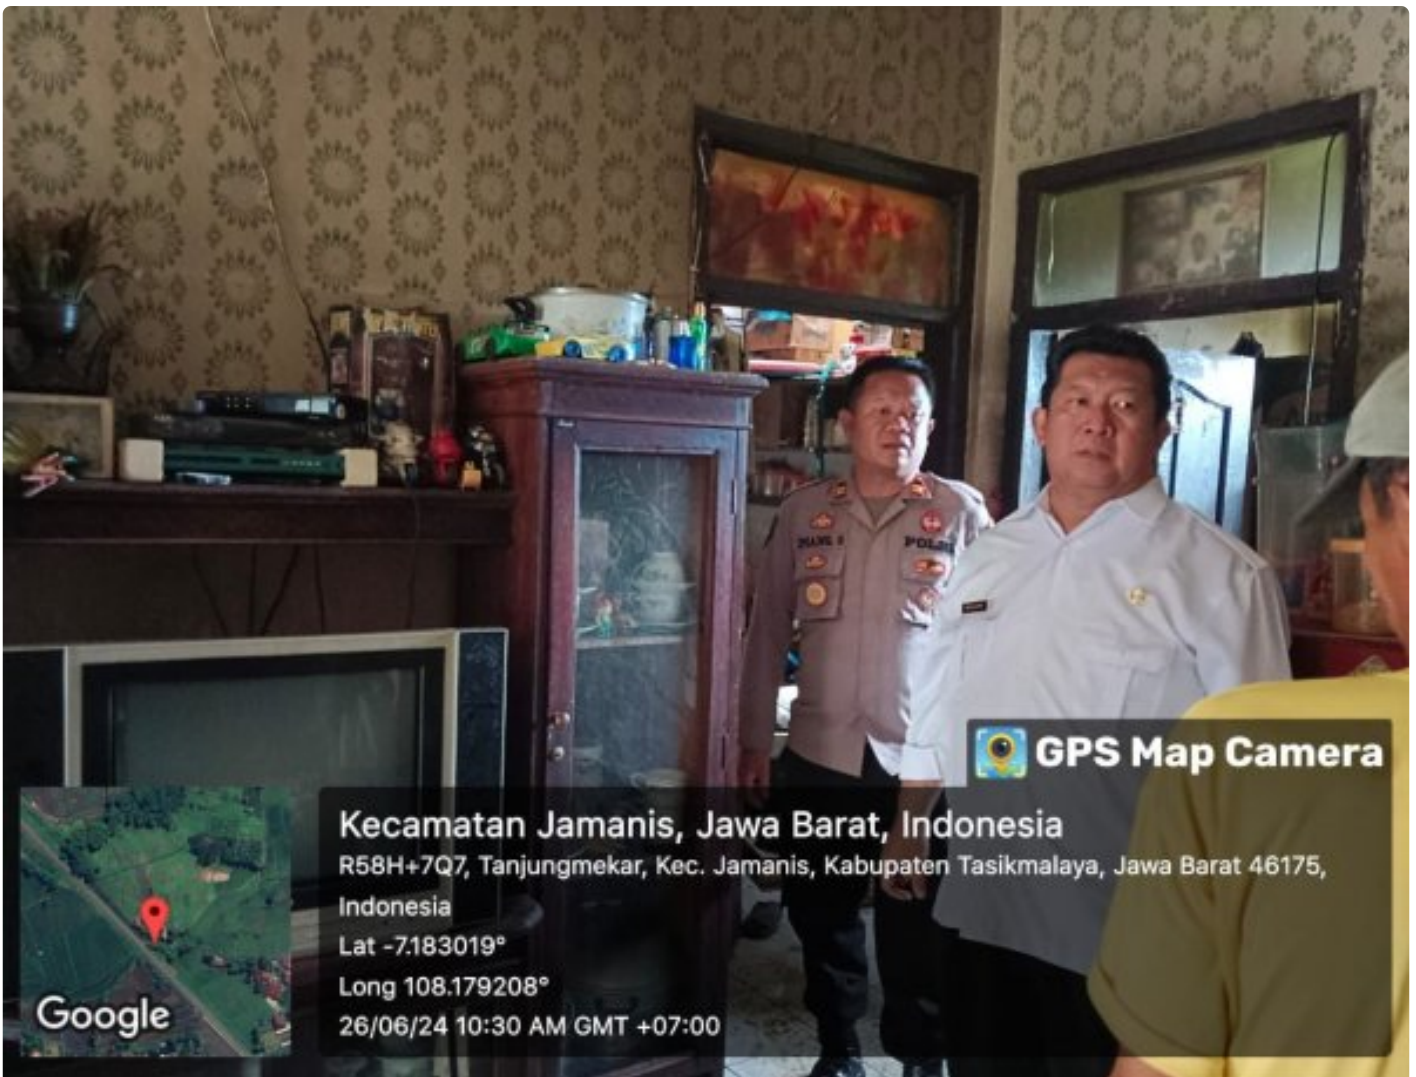 POLRI
GPS Map Camera
Kecamatan Jamanis, Jawa Barat, Indonesia
R58H+7Q7, Tanjungmekar, Kec. Jamanis, Kabupaten Tasikmalaya, Jawa Barat 46175,
Indonesia
Lat -7.183019°
Long 108.179208°
26/06/24 10:30 AM GMT +07:00
Google